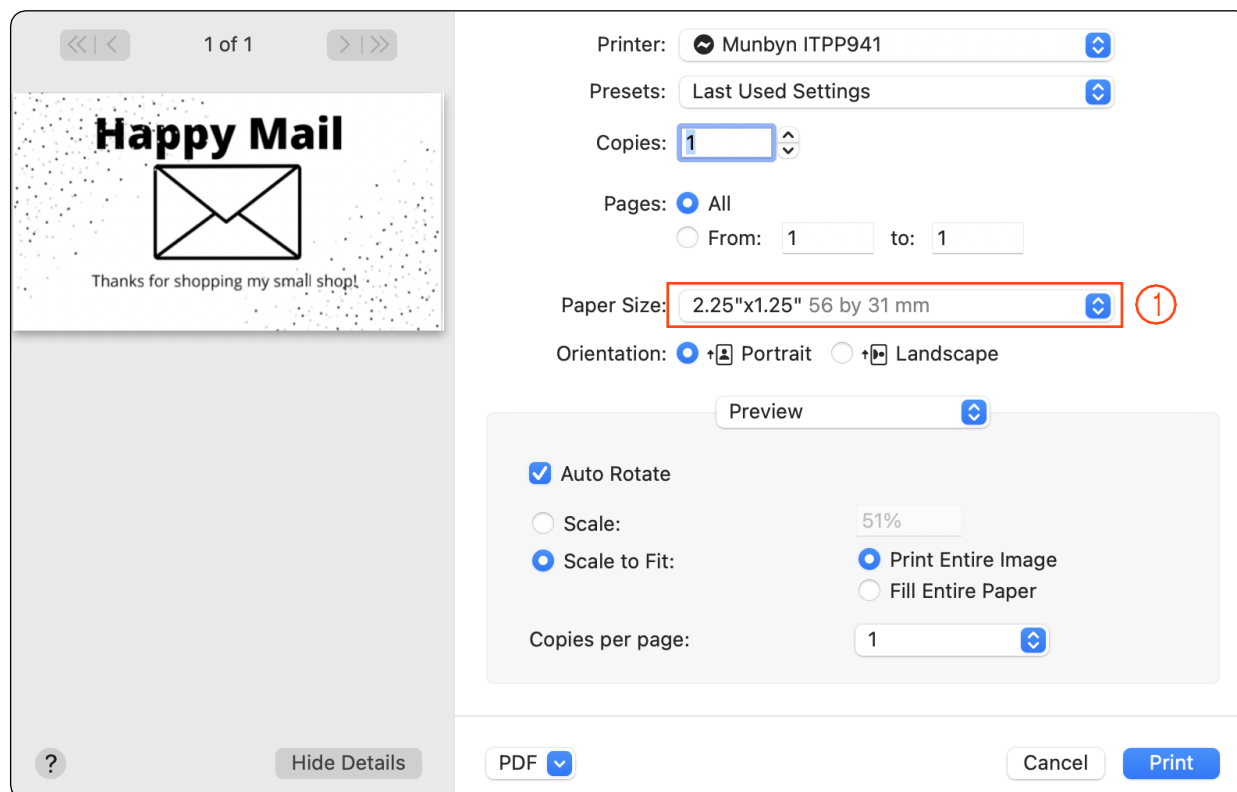 1 of 1
Happy Mail
Thanks for shopping my small shop!
? Hide Details
Printer: Munbyn ITPP941
Presets: Last Used Settings
Copies: 1
Pages: All
From: 1 to: 1
Paper Size: 2.25"x1.25" 56 by 31 mm 1
Orientation: Portrait Landscape
Preview
Auto Rotate
Scale: 51%
Scale to Fit: Print Entire Image
Fill Entire Paper
Copies per page: 1
PDF Cancel Print